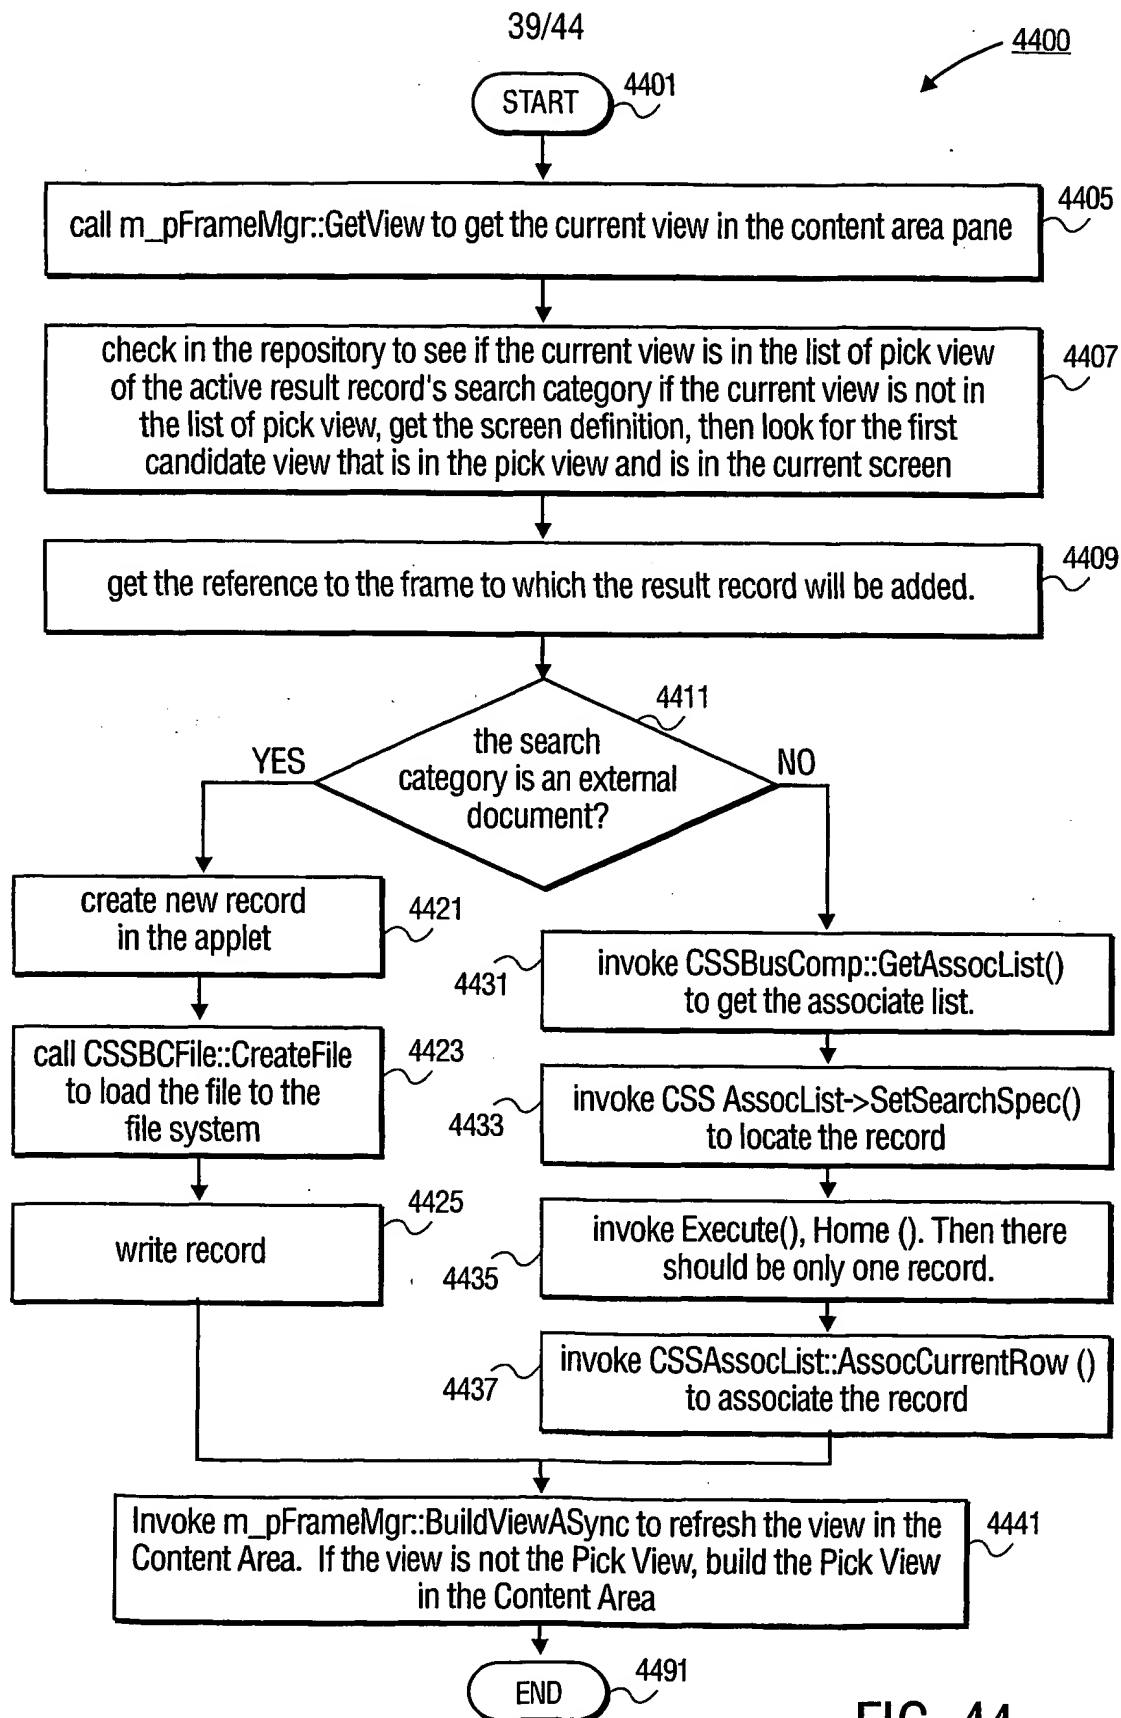 39/44
4400
START
4401
call m_pFrameMgr::GetView to get the current view in the content area pane
4405
check in the repository to see if the current view is in the list of pick view
of the active result record's search category if the current view is not in
the list of pick view, get the screen definition, then look for the first
candidate view that is in the pick view and is in the current screen
4407
get the reference to the frame to which the result record will be added.
4409
4411
the search
category is an external
document?
YES
NO
create new record
in the applet
4421
call CSSBCFile::CreateFile
to load the file to the
file system
4423
write record
4425
invoke CSSBusComp::GetAssocList()
to get the associate list.
4431
invoke CSS AssocList->SetSearchSpec()
to locate the record
4433
invoke Execute(), Home (). Then there
should be only one record.
4435
invoke CSSAssocList::AssocCurrentRow ()
to associate the record
4437
Invoke m_pFrameMgr::BuildViewASync to refresh the view in the
Content Area. If the view is not the Pick View, build the Pick View
in the Content Area
4441
END
4491
FIG. 44